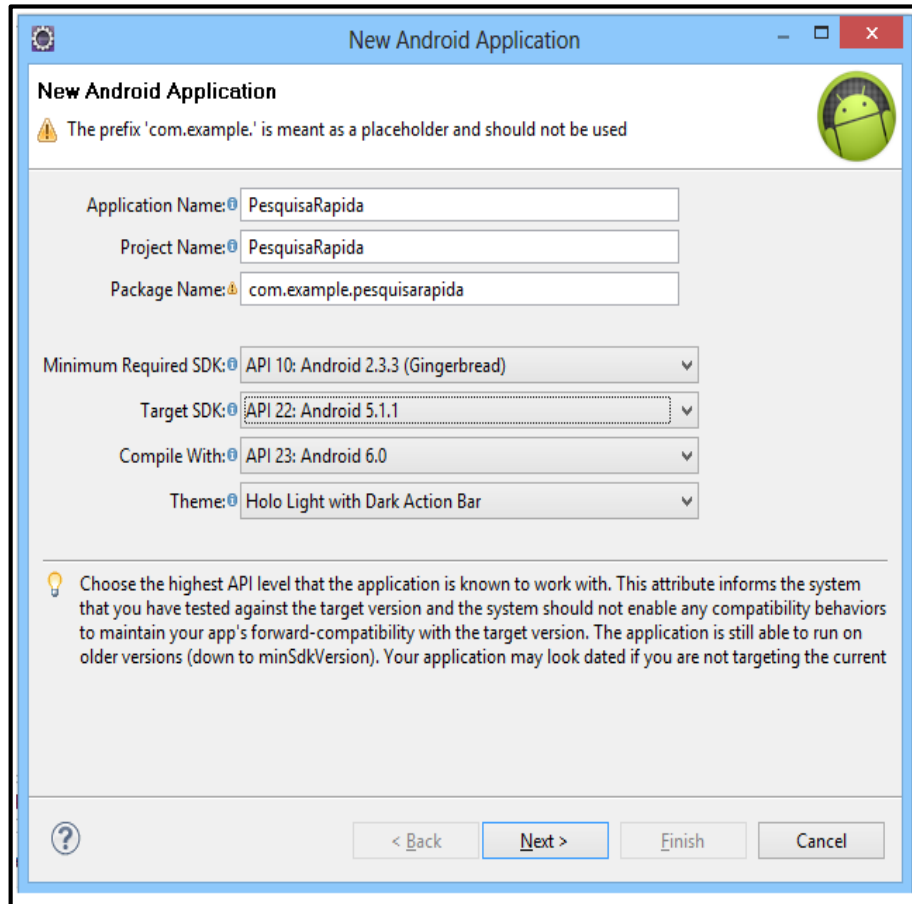 New Android Application
New Android Application
The prefix 'com.example.' is meant as a placeholder and should not be used
Application Name: PesquisaRapida
Project Name: PesquisaRapida
Package Name: com.example.pesquisarapida
Minimum Required SDK: API 10: Android 2.3.3 (Gingerbread)
Target SDK: API 22: Android 5.1.1
Compile With: API 23: Android 6.0
Theme: Holo Light with Dark Action Bar
Choose the highest API level that the application is known to work with. This attribute informs the system
that you have tested against the target version and the system should not enable any compatibility behaviors
to maintain your app's forward-compatibility with the target version. The application is still able to run on
older versions (down to minSdkVersion). Your application may look dated if you are not targeting the current
< Back Next > Finish Cancel